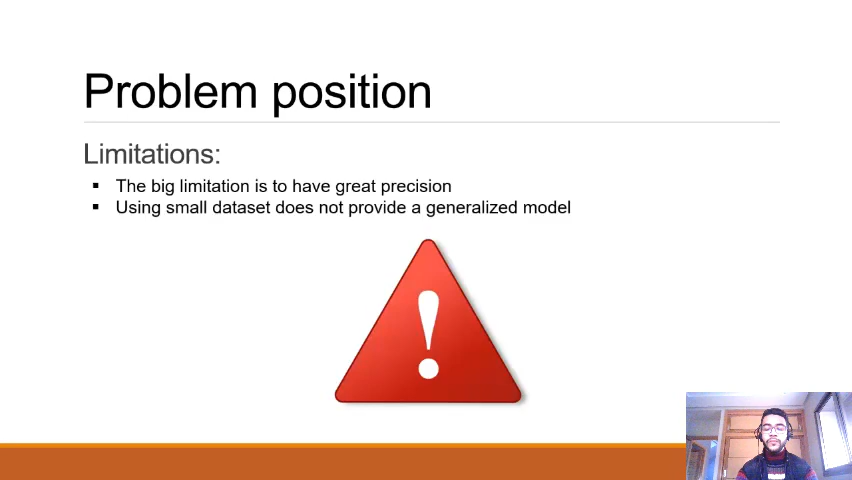 Problem position
Limitations:
▪ The big limitation is to have great precision
▪ Using small dataset does not provide a generalized model